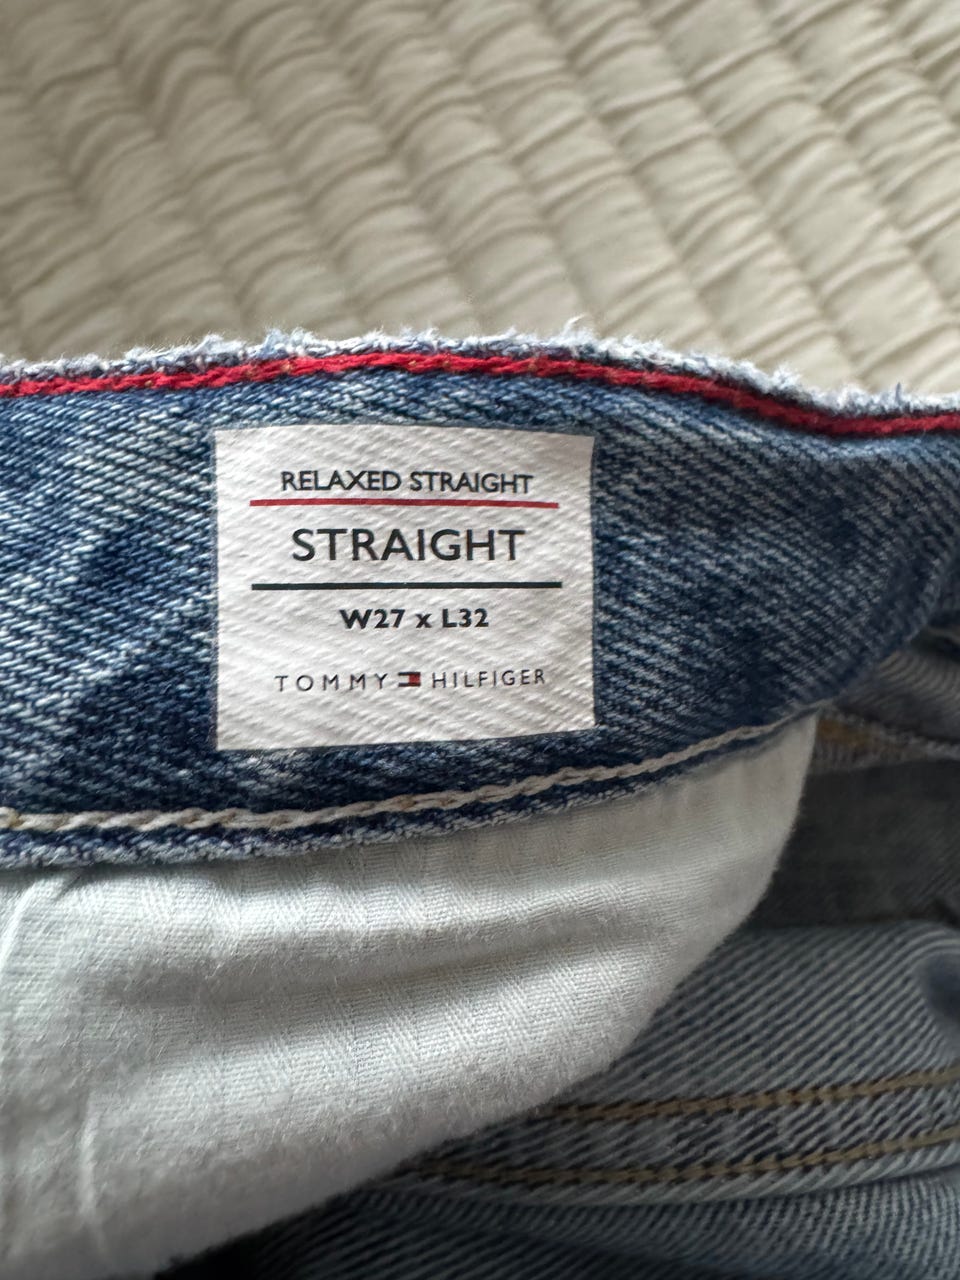 RELAXED STRAIGHT
STRAIGHT
W27 x L32
TOMMY HILFIGER